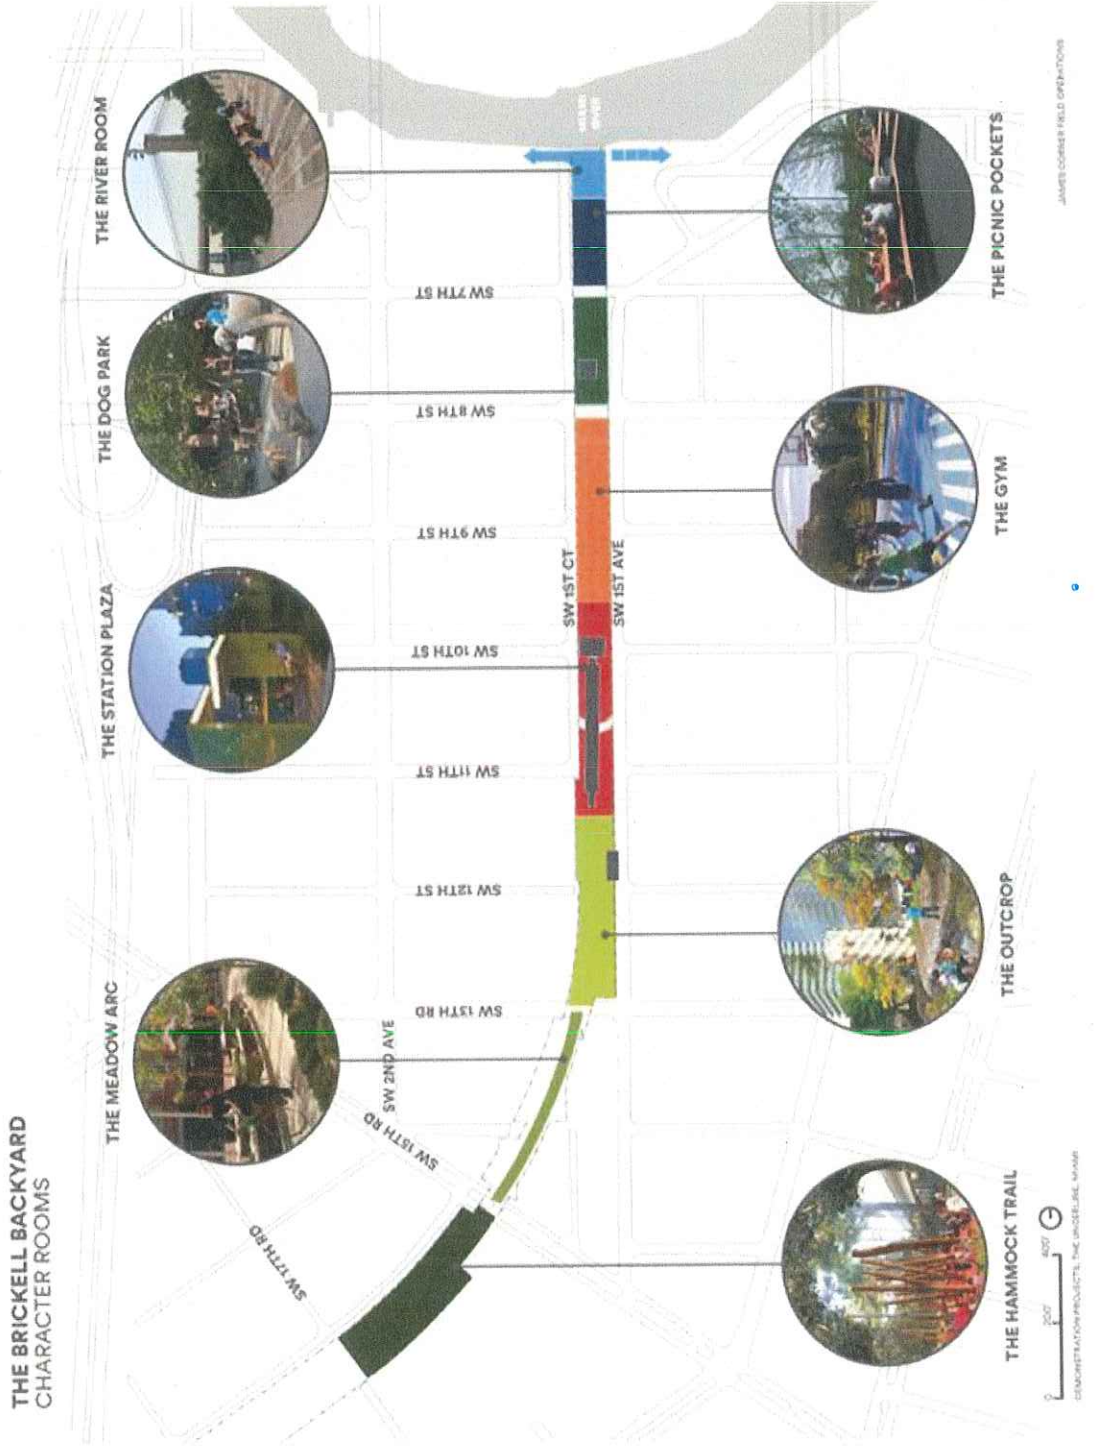 THE BRICKELL BACKYARD
CHARACTER ROOMS
THE MEADOW ARC
THE STATION PLAZA
THE DOG PARK
THE RIVER ROOM
SW 17TH RD
SW 15TH RD
SW 2ND AVE
SW 13TH RD
SW 12TH ST
SW 11TH ST
SW 10TH ST
SW 9TH ST
SW 8TH ST
SW 7TH ST
SW 1ST CT
SW 1ST AVE
MIAMI
RIVER
THE HAMMOCK TRAIL
THE OUTCROP
THE GYM
THE PICNIC POCKETS
0 200' 400'
DEMONSTRATION PROJECTS, THE UNDERLINE, MIAMI
JAMES CORNER FIELD OPERATIONS